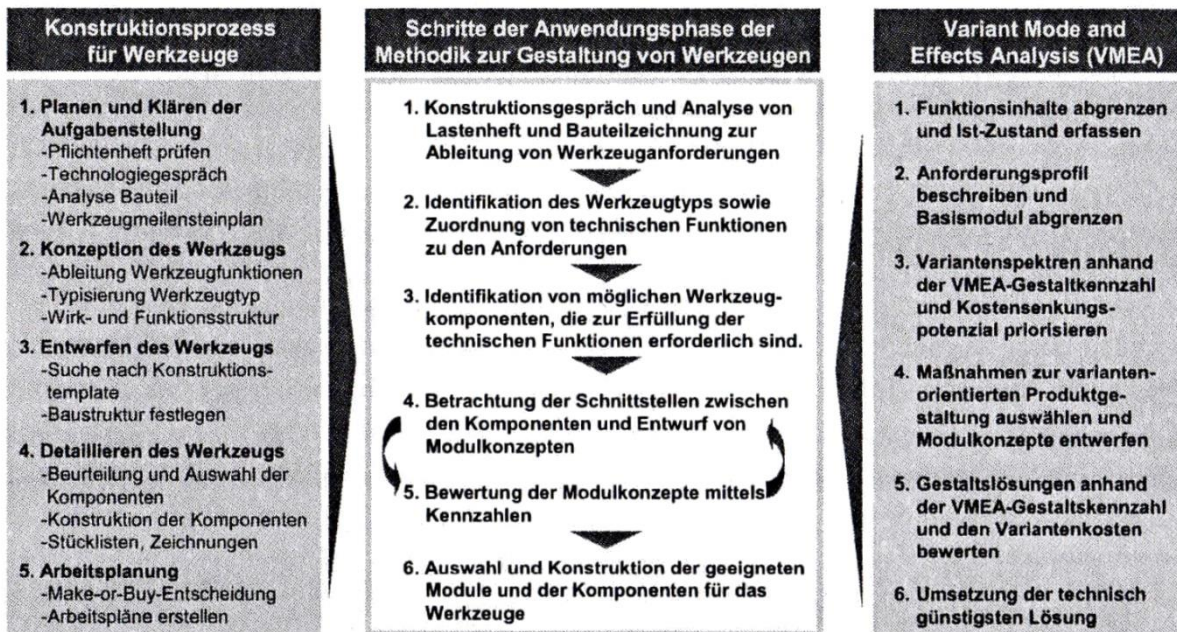 Konstruktionsprozess
für Werkzeuge
1. Planen und Klären der
Aufgabenstellung
-Pflichtenheft prüfen
-Technologiegespräch
-Analyse Bauteil
-Werkzeugmeilensteinplan
2. Konzeption des Werkzeugs
-Ableitung Werkzeugfunktionen
-Typisierung Werkzeugtyp
-Wirk- und Funktionsstruktur
3. Entwerfen des Werkzeugs
-Suche nach Konstruktions-
template
-Baustruktur festlegen
4. Detaillieren des Werkzeugs
-Beurteilung und Auswahl der
Komponenten
-Konstruktion der Komponenten
-Stücklisten, Zeichnungen
5. Arbeitsplanung
-Make-or-Buy-Entscheidung
-Arbeitspläne erstellen
Schritte der Anwendungsphase der
Methodik zur Gestaltung von Werkzeugen
1. Konstruktionsgespräch und Analyse von
Lastenheft und Bauteilzeichnung zur
Ableitung von Werkzeuganforderungen
2. Identifikation des Werkzeugtyps sowie
Zuordnung von technischen Funktionen
zu den Anforderungen
3. Identifikation von möglichen Werkzeug-
komponenten, die zur Erfüllung der
technischen Funktionen erforderlich sind.
4. Betrachtung der Schnittstellen zwischen
den Komponenten und Entwurf von
Modulkonzepten
5. Bewertung der Modulkonzepte mittels
Kennzahlen
6. Auswahl und Konstruktion der geeigneten
Module und der Komponenten für das
Werkzeuge
Variant Mode and
Effects Analysis (VMEA)
1. Funktionsinhalte abgrenzen
und Ist-Zustand erfassen
2. Anforderungsprofil
beschreiben und
Basismodul abgrenzen
3. Variantenspektren anhand
der VMEA-Gestaltkennzahl
und Kostensenkungs-
potenzial priorisieren
4. Maßnahmen zur varianten-
orientierten Produktge-
staltung auswählen und
Modulkonzepte entwerfen
5. Gestaltslösungen anhand
der VMEA-Gestaltskennzahl
und den Variantenkosten
bewerten
6. Umsetzung der technisch
günstigsten Lösung